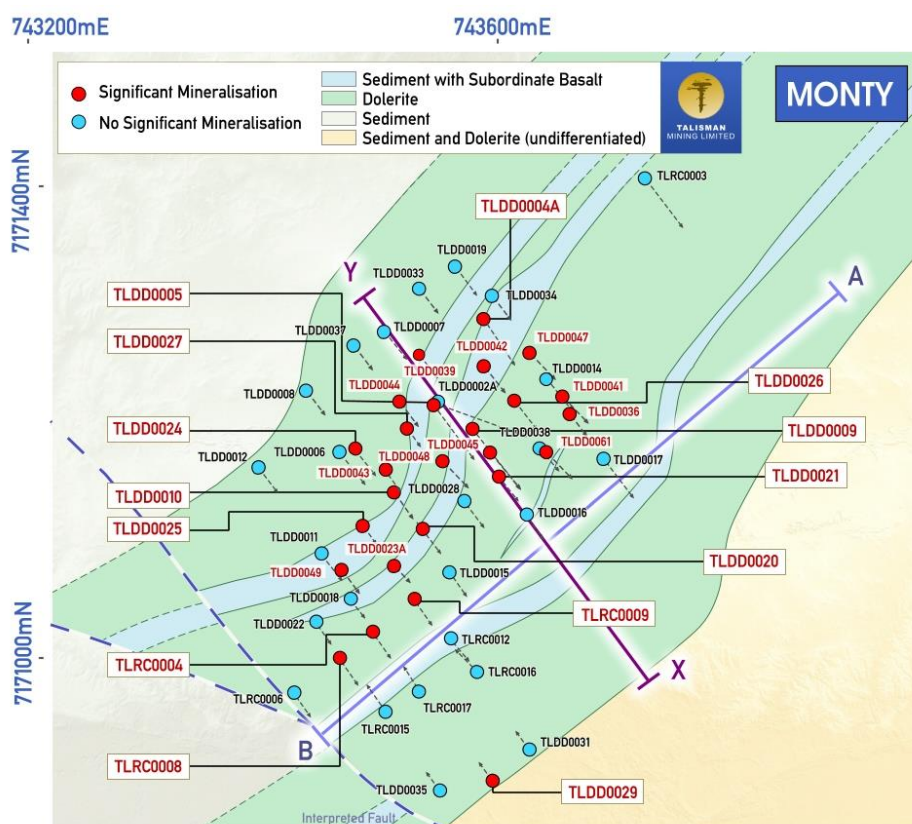 743200mE
743600mE
7171400mN
7171000mN
Significant Mineralisation
No Significant Mineralisation
Sediment with Subordinate Basalt
Dolerite
Sediment
Sediment and Dolerite (undifferentiated)
TALISMAN
MINING LIMITED
MONTY
TLRC0003
TLDD0004A
TLDD0019
TLDD0033
TLDD0034
Y
A
TLDD0005
TLDD0007
TLDD0027
TLDD0037
TLDD0042
TLDD0047
TLDD0039
TLDD0014
TLDD0044
TLDD0002A
TLDD0041
TLDD0026
TLDD0008
TLDD0036
TLDD0024
TLDD0038
TLDD0009
TLDD0006
TLDD0045
TLDD0061
TLDD0048
TLDD0012
TLDD0017
TLDD0043
TLDD0021
TLDD0010
TLDD0028
TLDD0016
TLDD0025
TLDD0011
TLDD0023A
TLDD0020
TLDD0049
TLDD0015
TLDD0018
TLRC0009
TLDD0022
TLRC0012
TLRC0004
TLRC0016
X
TLRC0006
TLRC0017
TLRC0015
B
TLDD0031
TLRC0008
TLDD0035
TLDD0029
Interpreted Fault